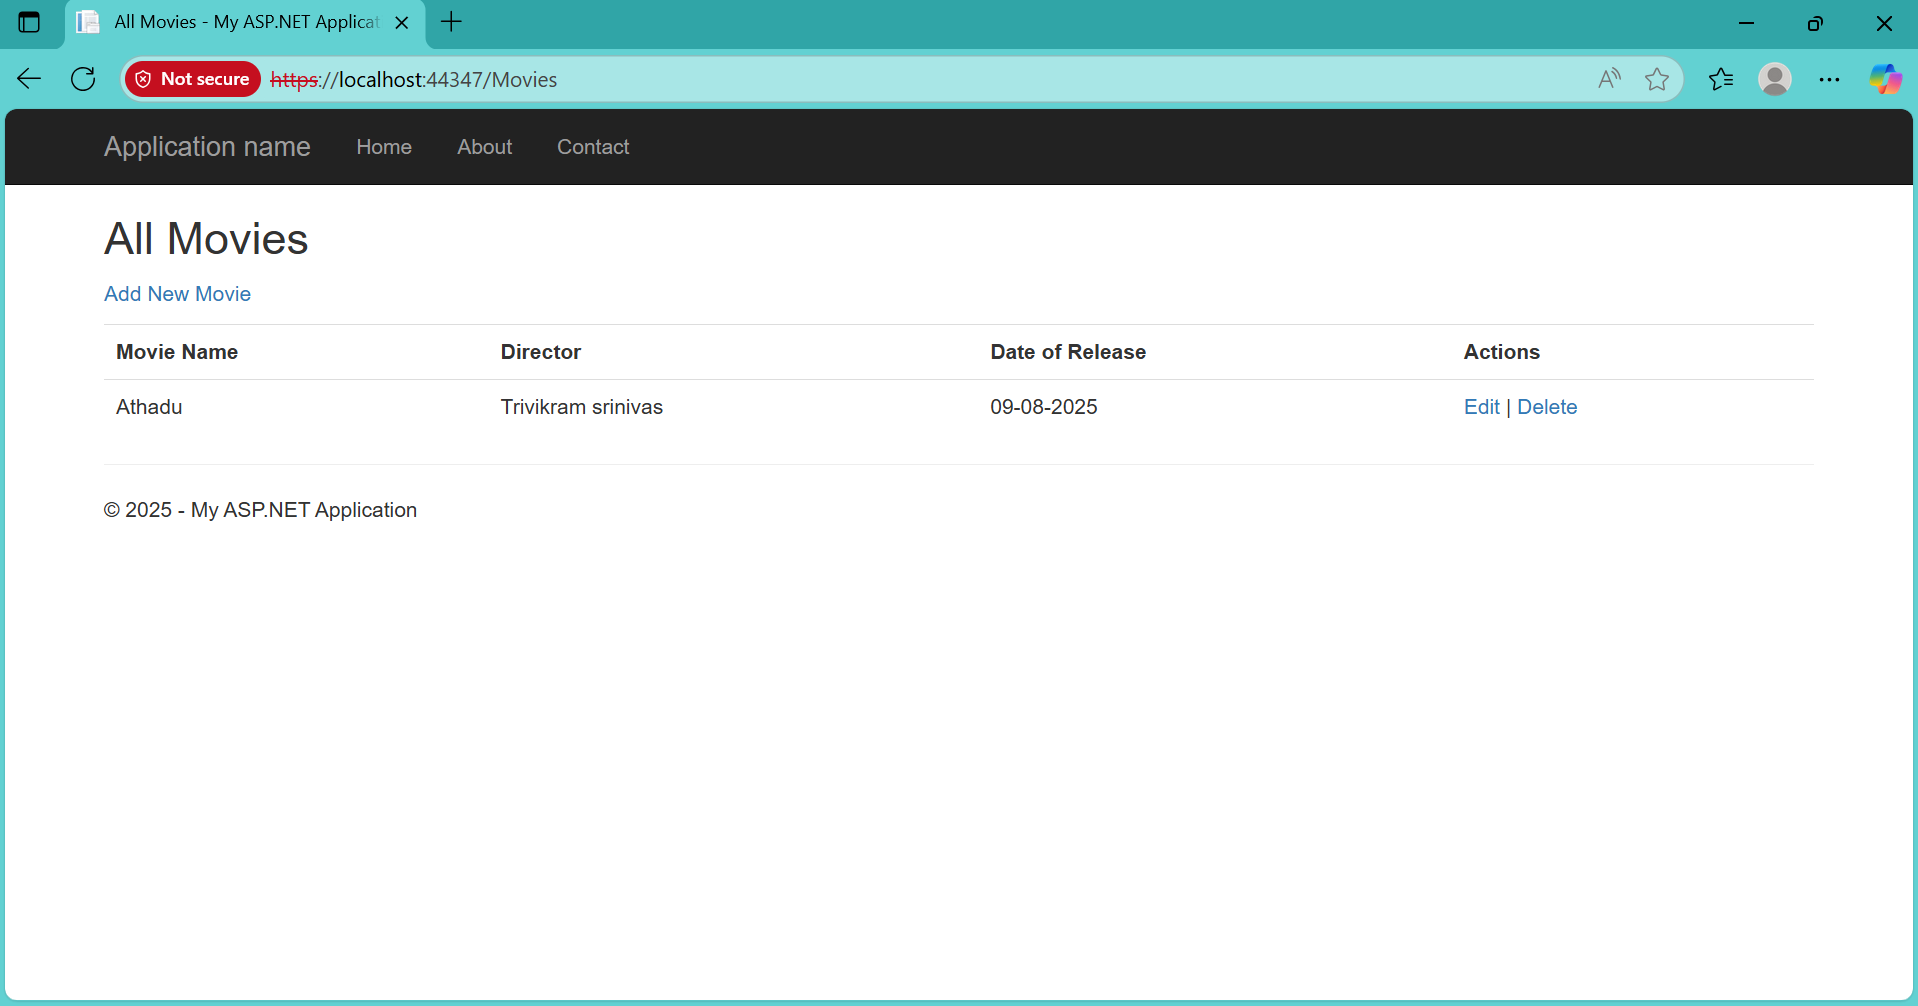 All Movies - My ASP.NET Applicat
Not secure https://localhost:44347/Movies
Application name Home About Contact
All Movies
Add New Movie
Movie Name Director Date of Release Actions
Athadu Trivikram srinivas 09-08-2025 Edit | Delete
© 2025 - My ASP.NET Application